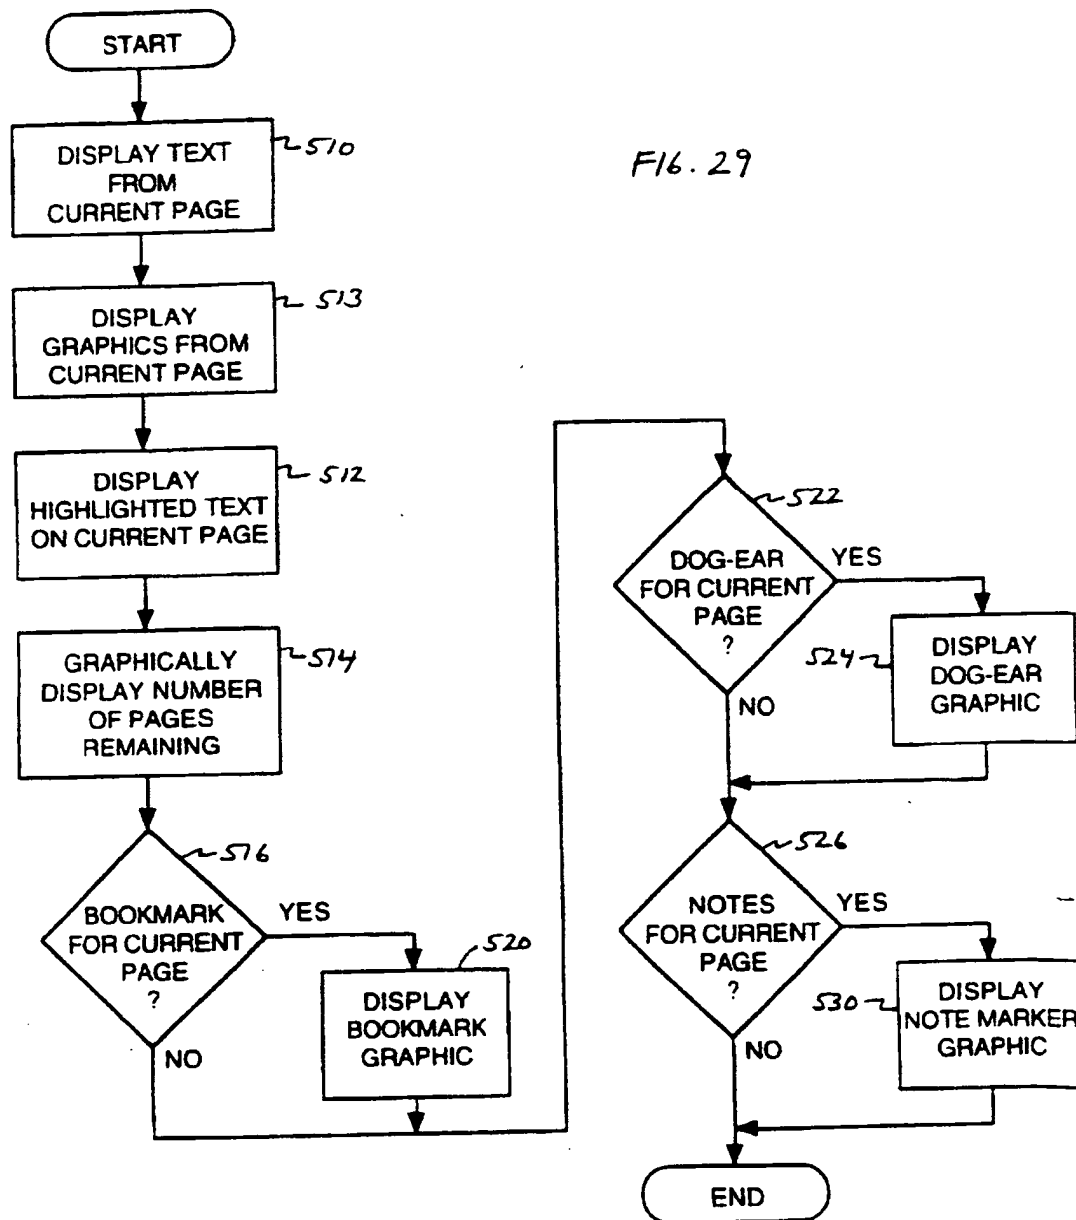 START
DISPLAY TEXT
FROM
CURRENT PAGE
510
FIG. 29
DISPLAY
GRAPHICS FROM
CURRENT PAGE
513
DISPLAY
HIGHLIGHTED TEXT
ON CURRENT PAGE
512
GRAPHICALLY
DISPLAY NUMBER
OF PAGES
REMAINING
514
BOOKMARK
FOR CURRENT
PAGE
?
516
YES
NO
520
DISPLAY
BOOKMARK
GRAPHIC
522
DOG-EAR
FOR CURRENT
PAGE
?
YES
NO
524
DISPLAY
DOG-EAR
GRAPHIC
526
NOTES
FOR CURRENT
PAGE
?
YES
NO
530
DISPLAY
NOTE MARKER
GRAPHIC
END